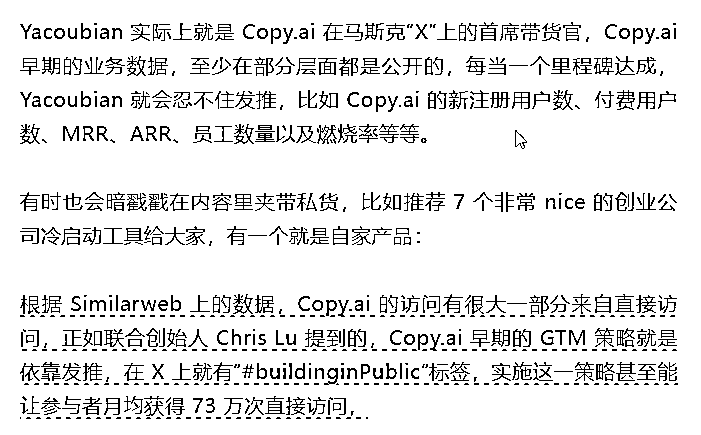 Yacoubian 实际上就是 Copy.ai 在马斯克“X”上的首席带货官，Copy.ai
早期的业务数据，至少在部分层面都是公开的，每当一个里程碑达成，
Yacoubian 就会忍不住发推，比如 Copy.ai 的新注册用户数、付费用户
数、MRR、ARR、员工数量以及燃烧率等等。
有时也会暗戳戳在内容里夹带私货，比如推荐 7 个非常 nice 的创业公
司冷启动工具给大家，有一个就是自家产品：
根据 Similarweb 上的数据，Copy.ai 的访问有很大一部分来自直接访
问，正如联合创始人 Chris Lu 提到的，Copy.ai 早期的 GTM 策略就是
依靠发推，在 X 上就有“#buildinginPublic”标签，实施这一策略甚至能
让参与者月均获得 73 万次直接访问，